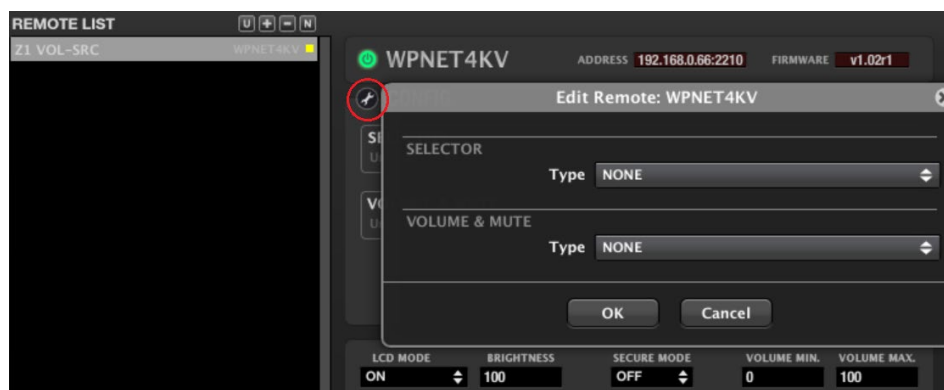 REMOTE LIST U + - N
Z1 VOL-SRC WPNET4KV
WPNET4KV ADDRESS 192.168.0.66:2210 FIRMWARE v1.02r1
CONFIG
Edit Remote: WPNET4KV
SELECTOR
Type NONE
VOLUME & MUTE
Type NONE
OK Cancel
LCD MODE BRIGHTNESS SECURE MODE VOLUME MIN. VOLUME MAX.
ON 100 OFF 0 100